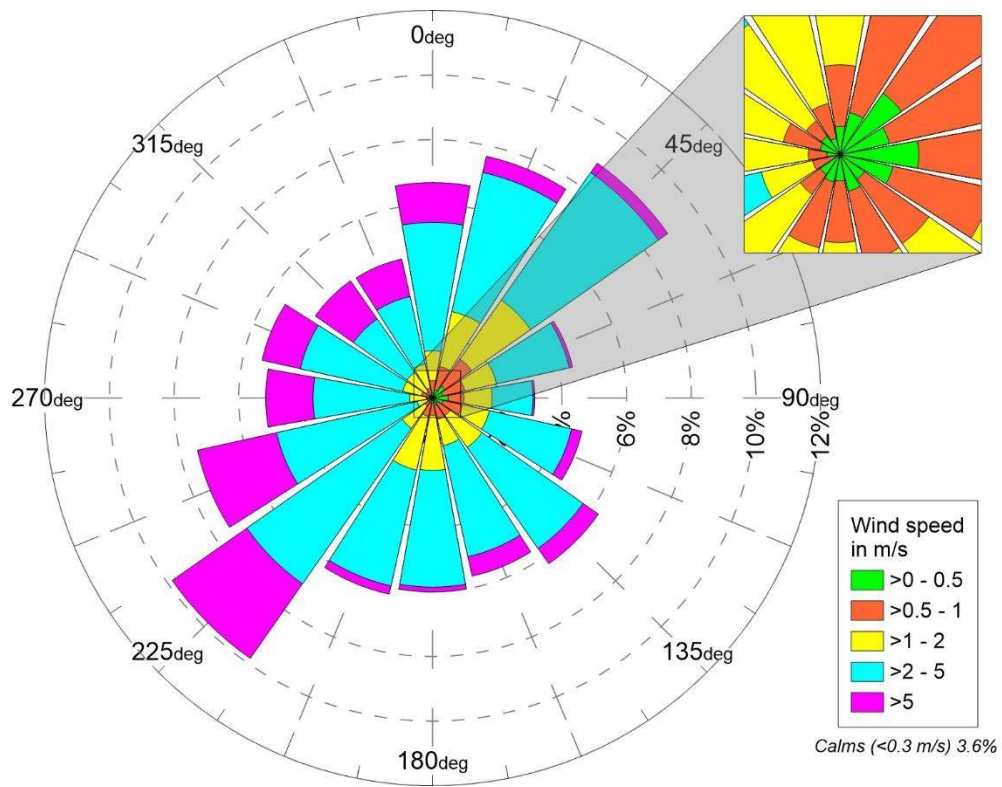 0deg
315deg
45deg
270deg
90deg
6%
8%
10%
12%
225deg
135deg
180deg
Wind speed
in m/s
>0 - 0.5
>0.5 - 1
>1 - 2
>2 - 5
>5
Calms (<0.3 m/s) 3.6%